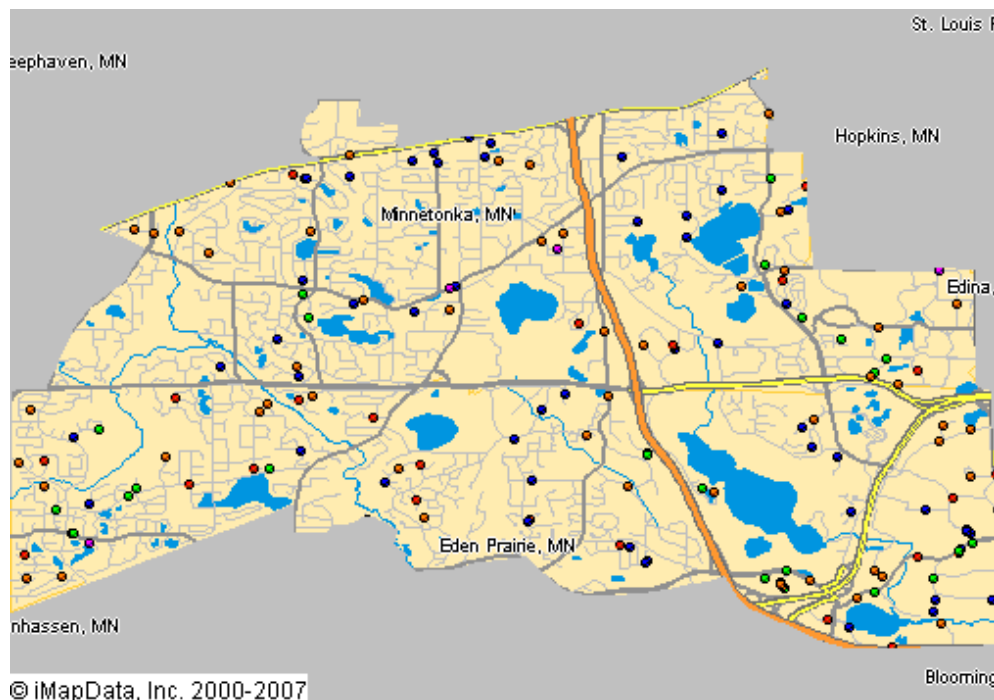 St. Louis P
eephaven, MN
Hopkins, MN
Minnetonka, MN
Edina,
Eden Prairie, MN
nhassen, MN
Blooming
© iMapData, Inc. 2000-2007